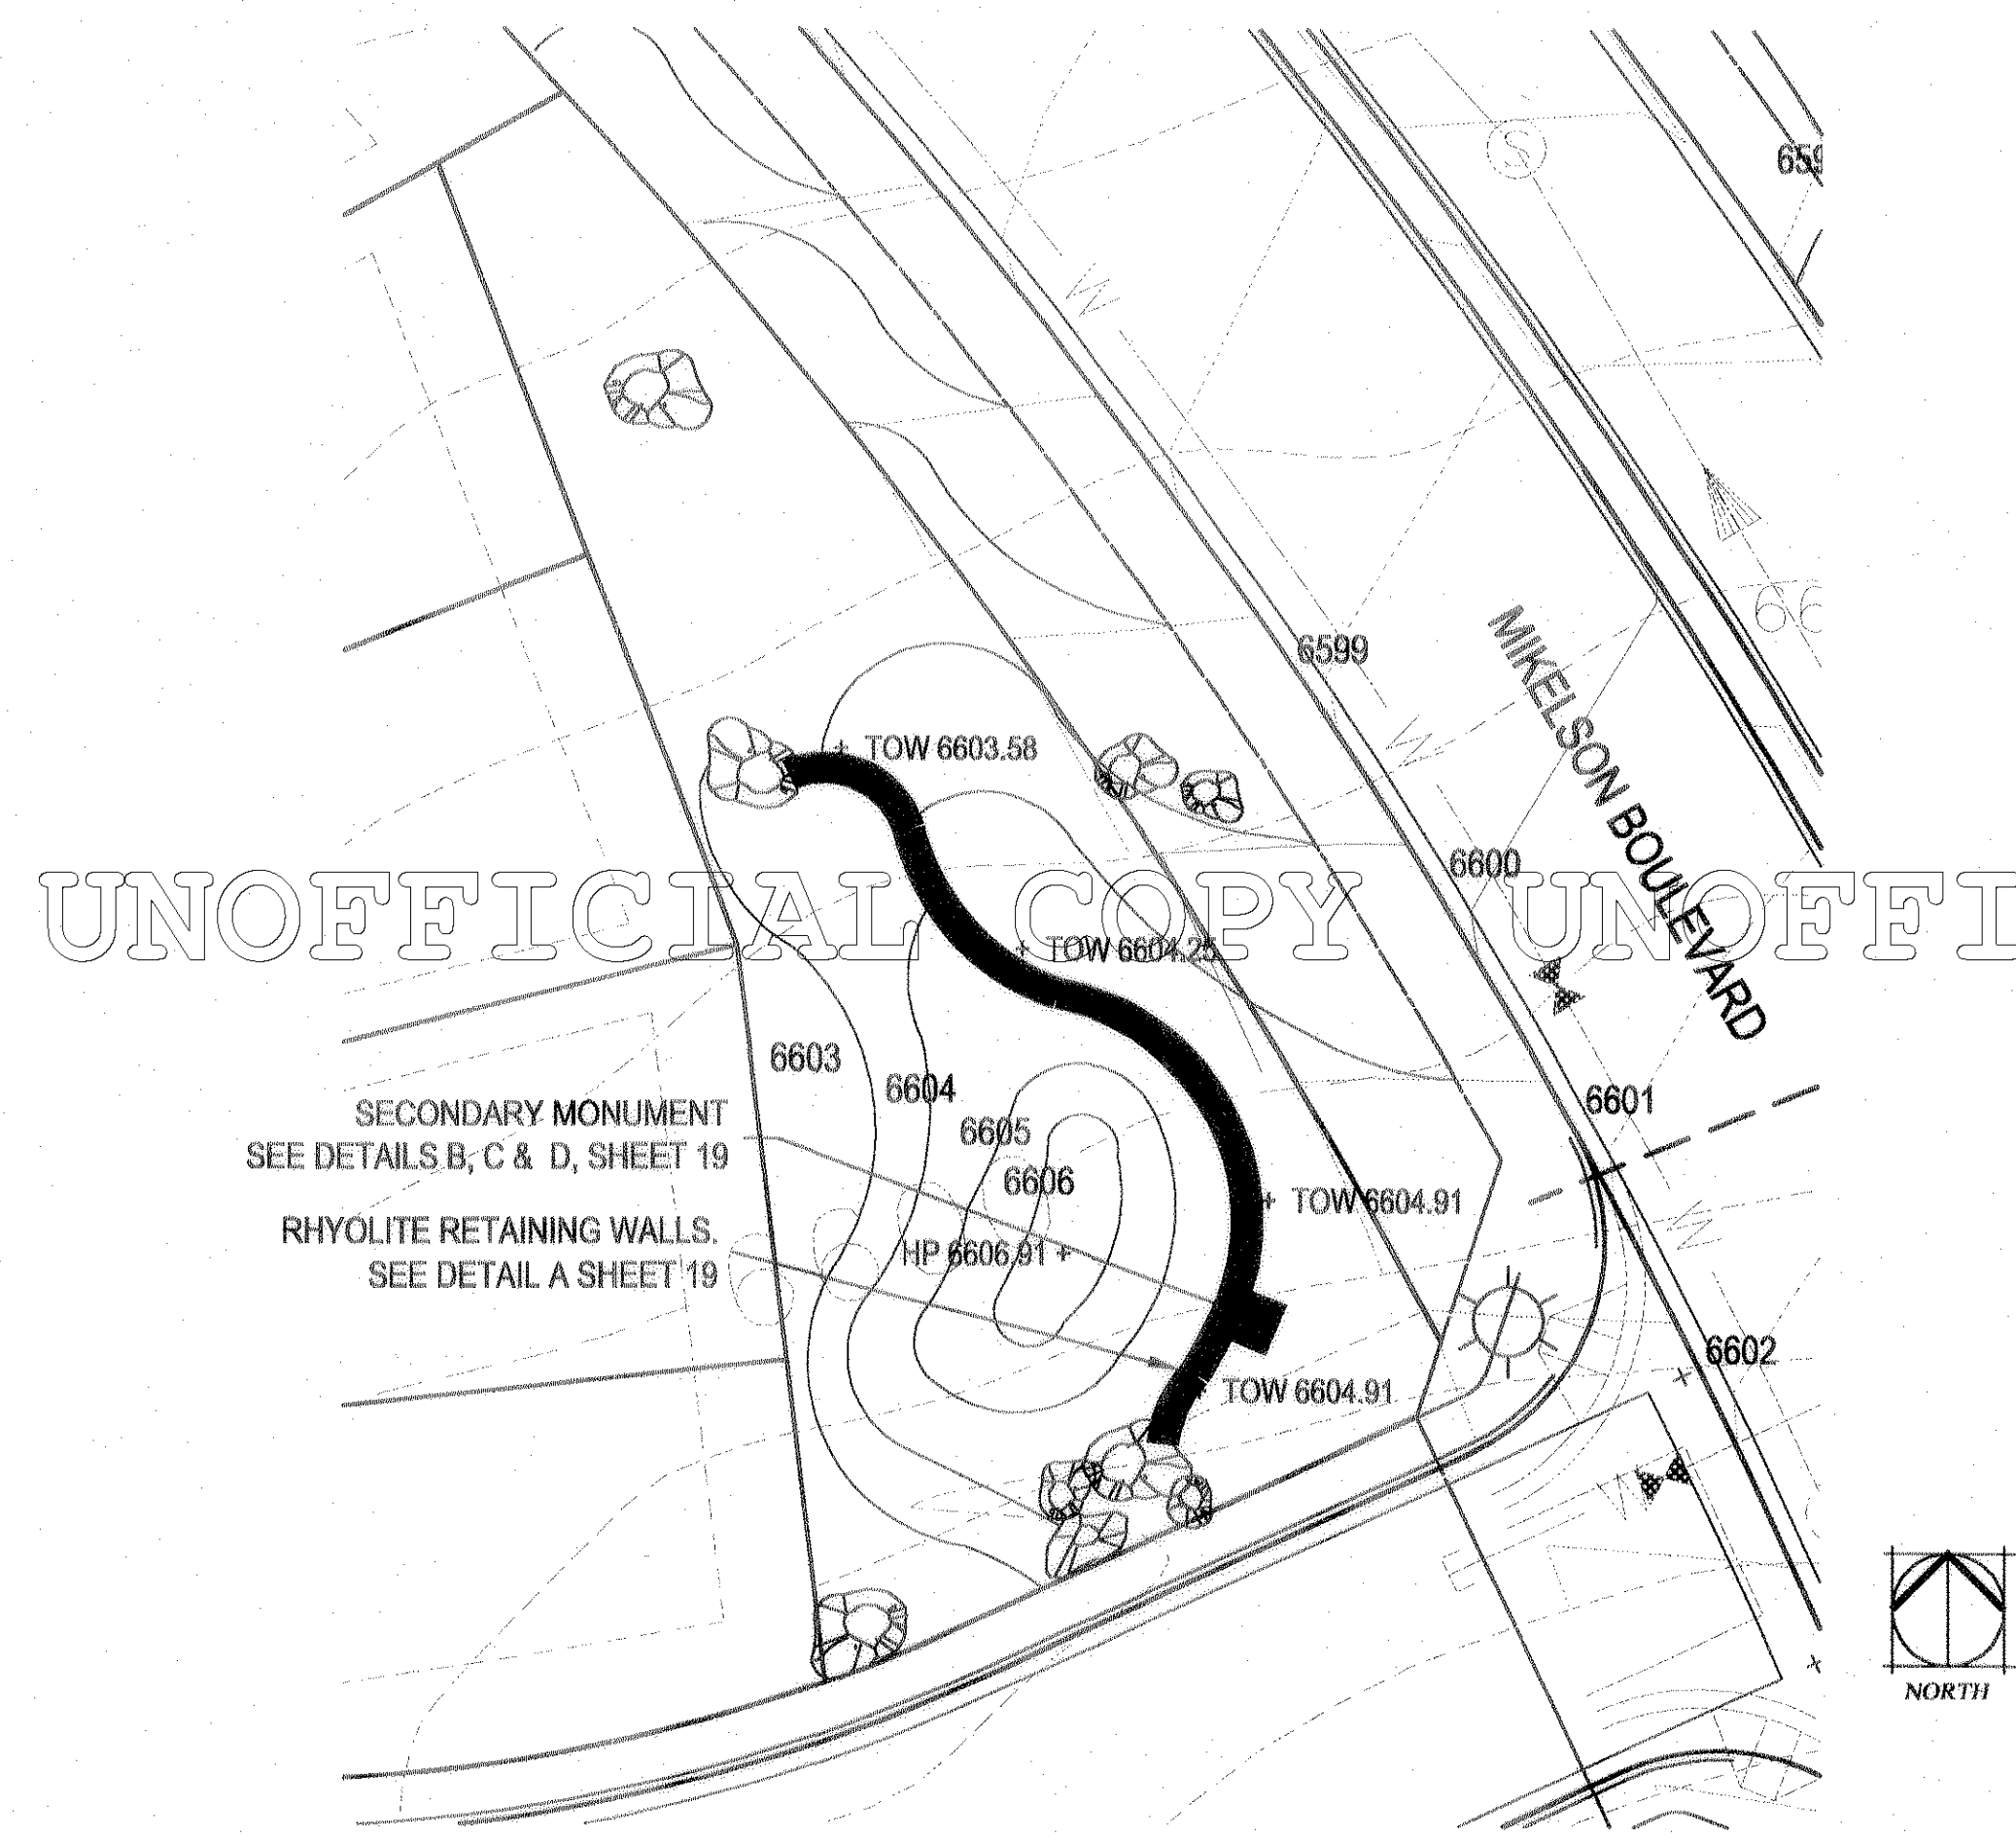 S
659
W
66
MIKELSON BOULEVARD
6599
W
TOW 6603.58
6600
UNOFFICIAL COPY UNOFFI
TOW 6604.25
6603
6604
6601
SECONDARY MONUMENT
SEE DETAILS B, C & D, SHEET 19
6605
6606
TOW 6604.91
W
RHYOLITE RETAINING WALLS.
SEE DETAIL A SHEET 19
HP 6606.91
6602
TOW 6604.91
W
NORTH